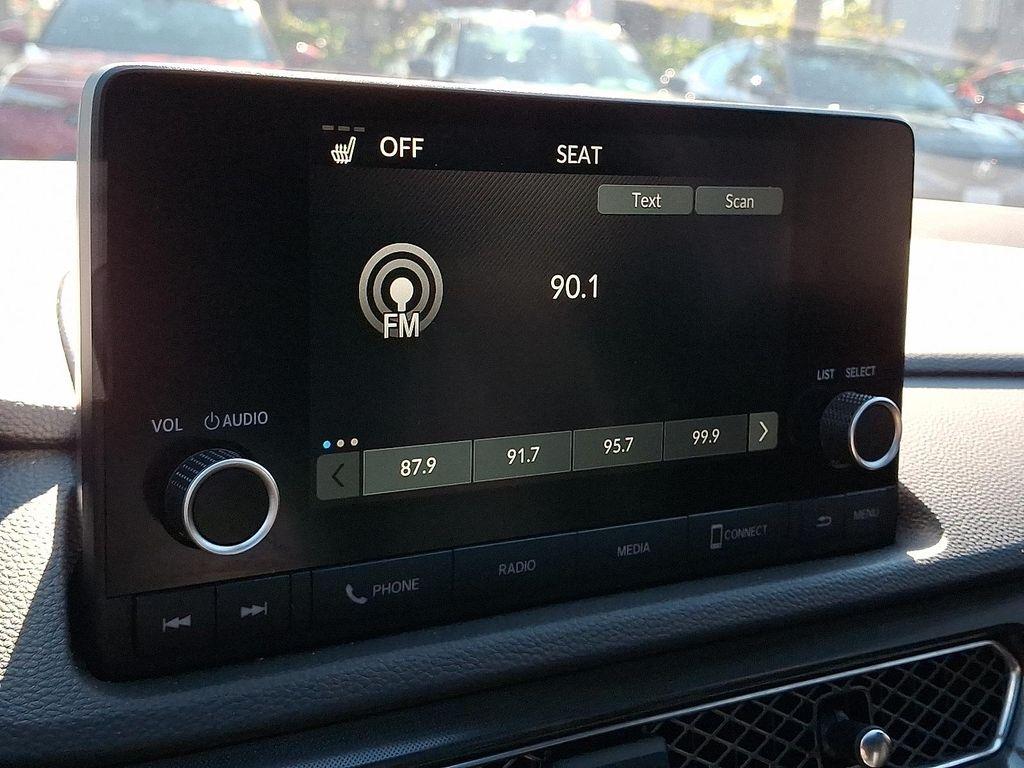 OFF SEAT
Text Scan
FM 90.1
LIST SELECT
VOL AUDIO
87.9 91.7 95.7 99.9
PHONE RADIO MEDIA CONNECT MENU